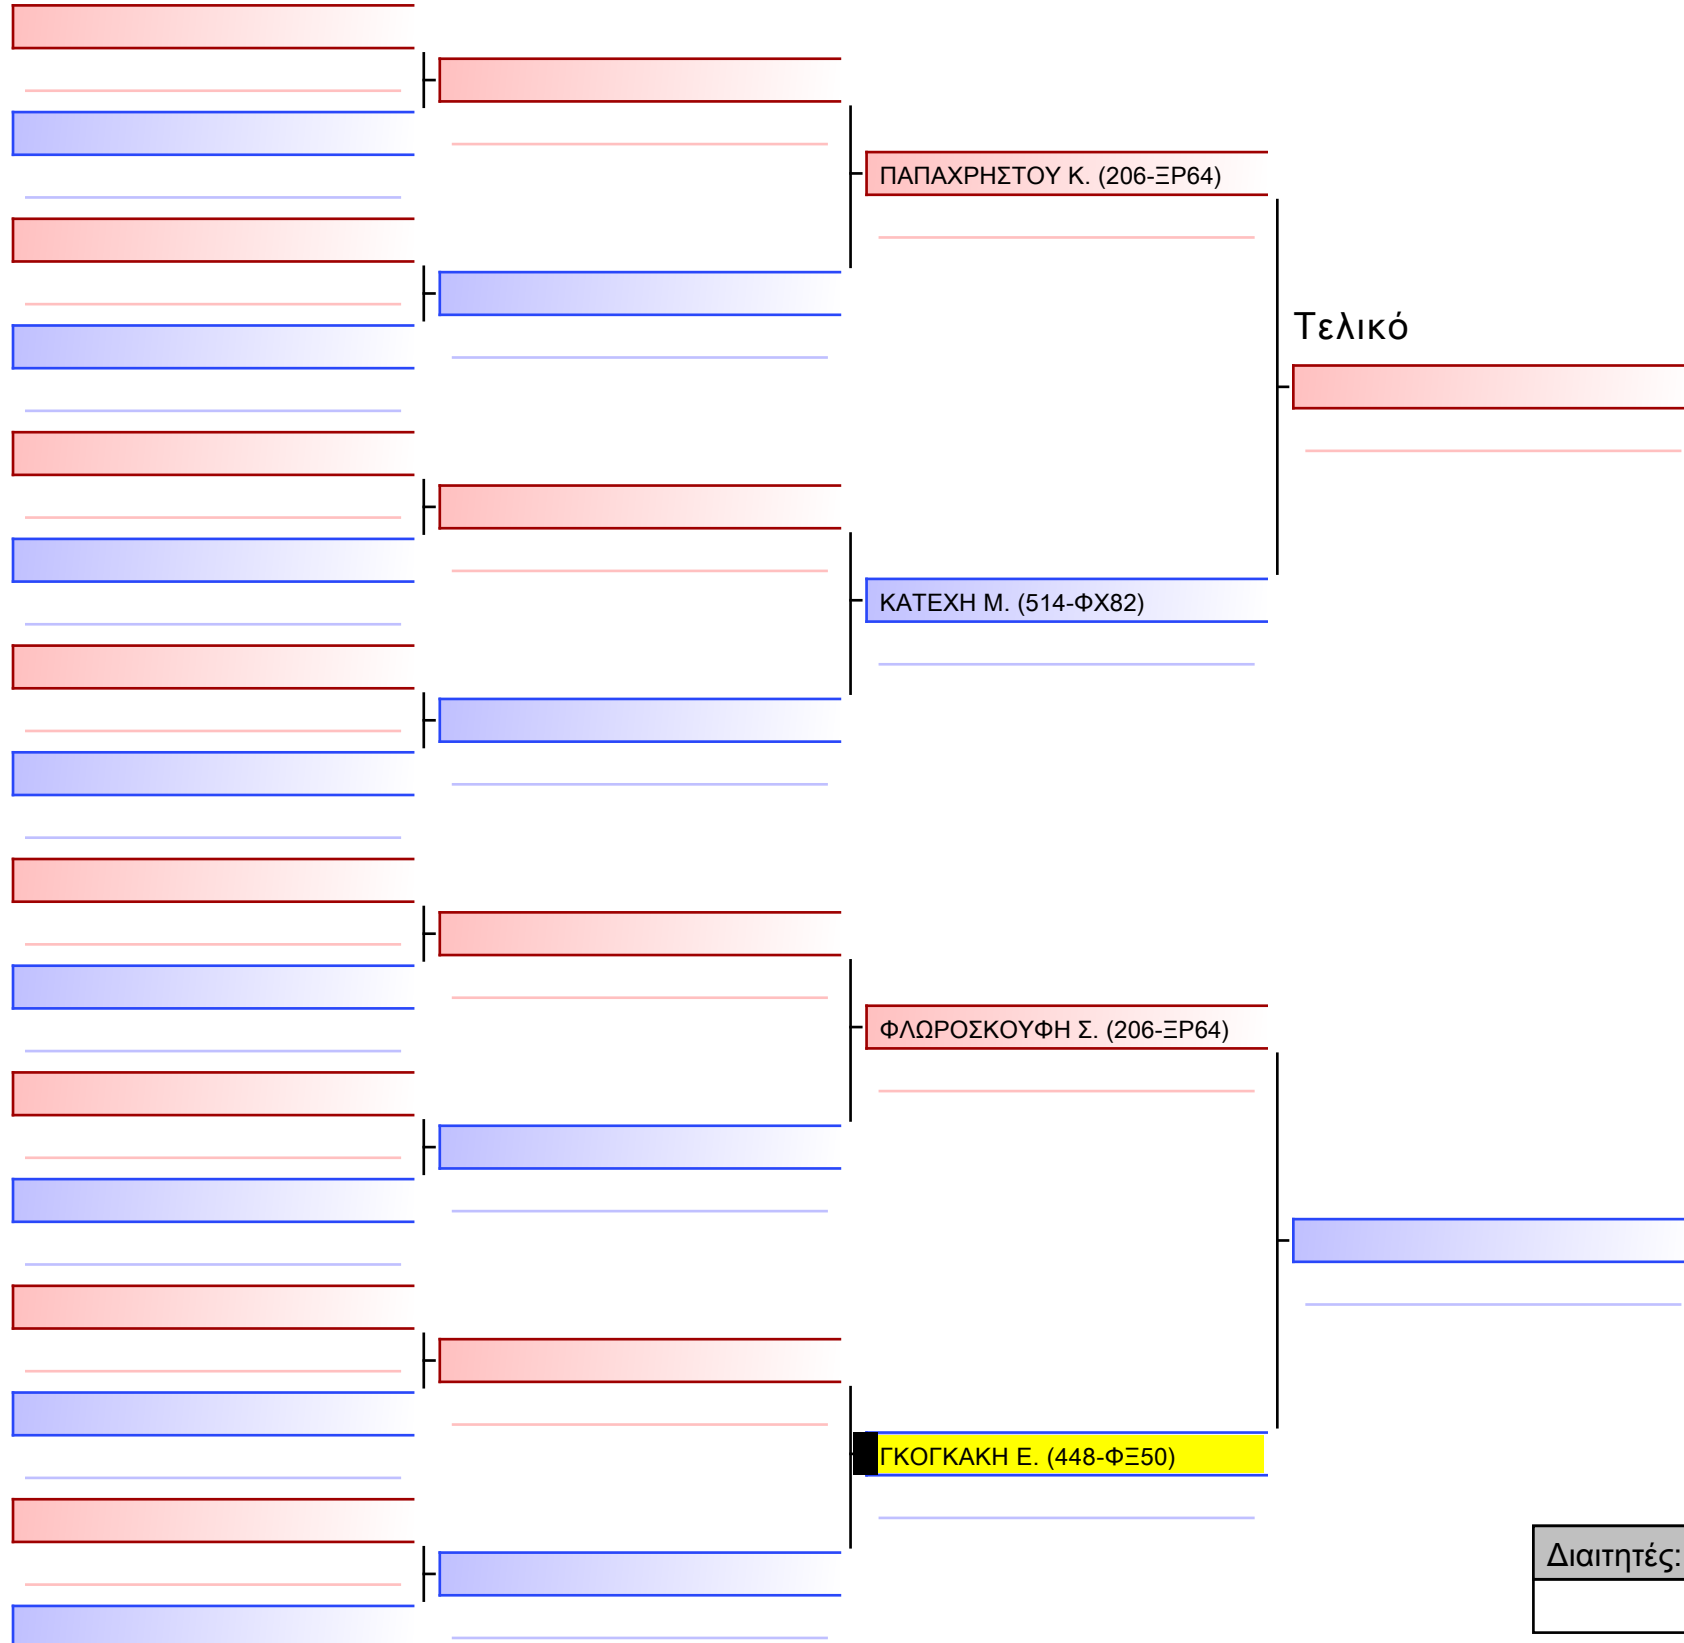 ΠΑΠΑΧΡΗΣΤΟΥ Κ. (206-ΞΡ64)
Τελικό
ΚΑΤΕΧΗ Μ. (514-ΦΧ82)
ΦΛΩΡΟΣΚΟΥΦΗ Σ. (206-ΞΡ64)
ΓΚΟΓΚΑΚΗ Ε. (448-ΦΞ50)
Διαιτητές: